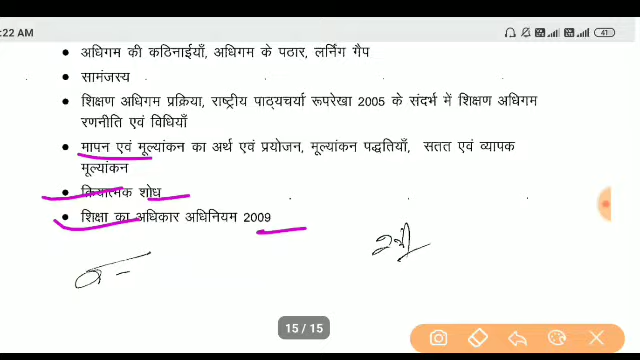 :22 AM
41
• अधिगम की कठिनाईयाँ, अधिगम के पठार, लर्निंग गैप
• सामंजस्य
• शिक्षण अधिगम प्रक्रिया, राष्ट्रीय पाठ्यचर्या रूपरेखा 2005 के संदर्भ में शिक्षण अधिगम
रणनीति एवं विधियाँ
• मापन एवं मूल्यांकन का अर्थ एवं प्रयोजन, मूल्यांकन पद्धतियाँ, सतत एवं व्यापक
मूल्यांकन
• क्रियात्मक शोध
• शिक्षा का अधिकार अधिनियम 2009
15 / 15